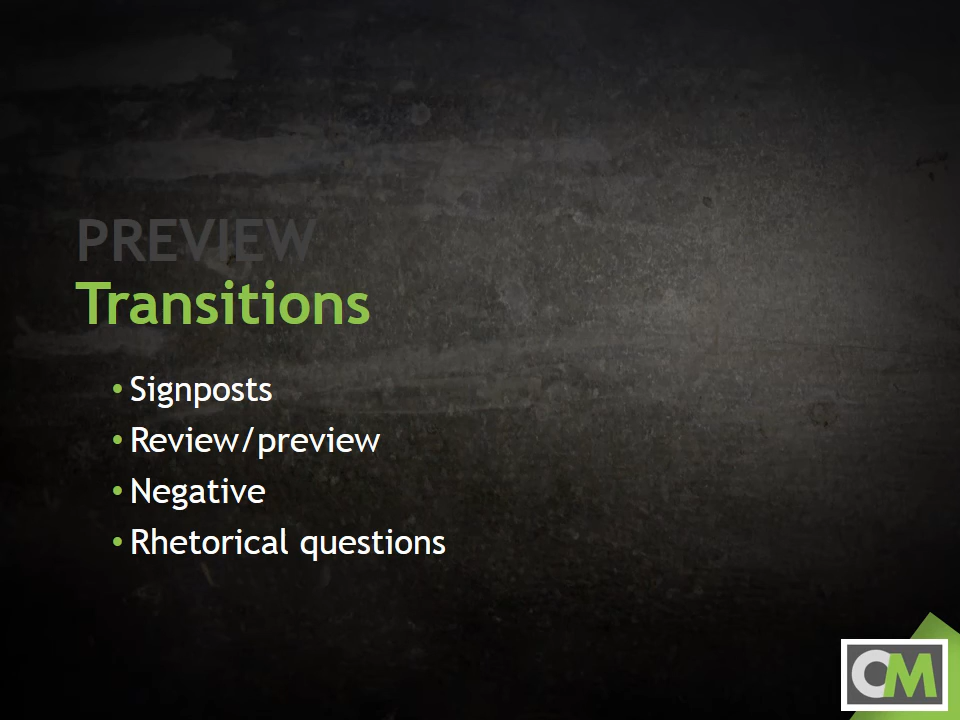 PREVIEW
Transitions
• Signposts
• Review/preview
• Negative
• Rhetorical questions
CM